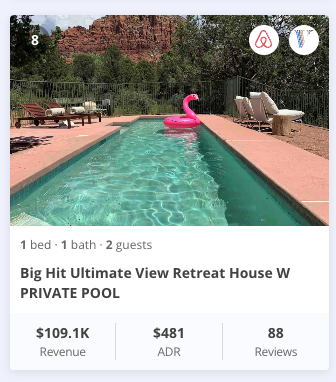 8
1 bed · 1 bath · 2 guests
Big Hit Ultimate View Retreat House W
PRIVATE POOL
$109.1K $481 88
Revenue ADR Reviews